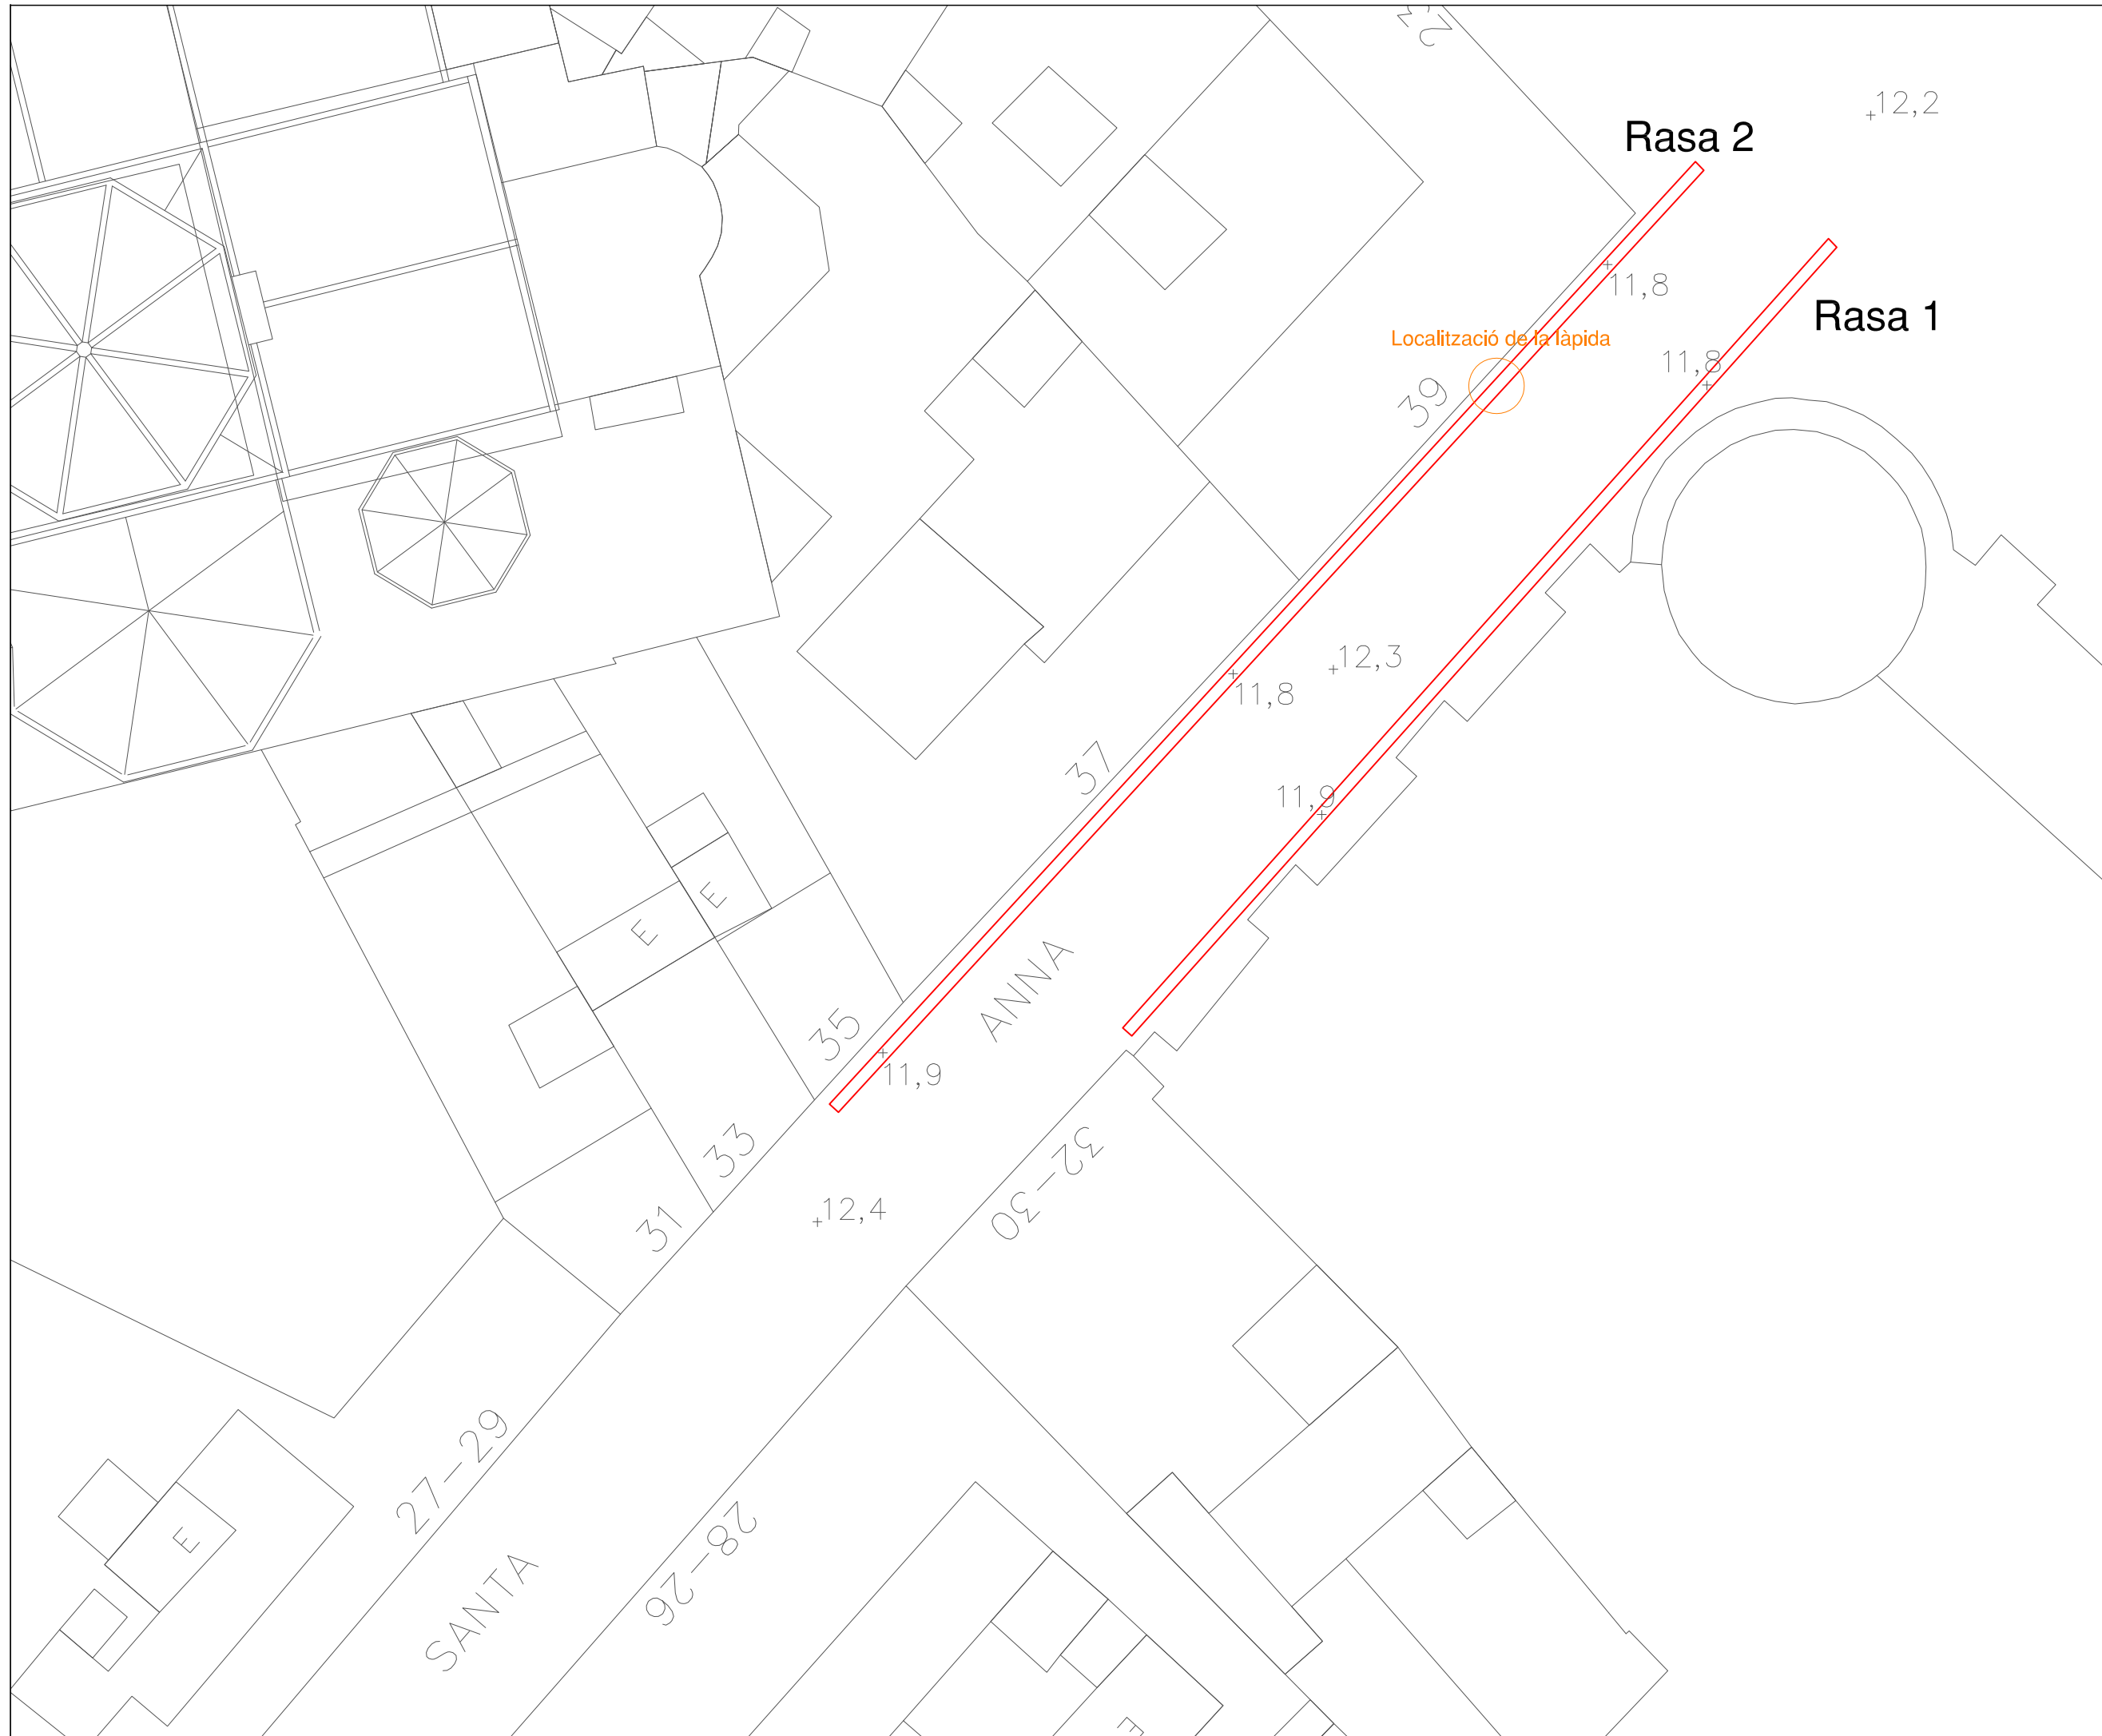 12,2
Rasa 2
11,8
Rasa 1
Localització de la làpida
11,8
39
12,3
11,8
37
11,9
E
E
ANNA
35
11,9
33
32-30
31
12,4
27-29
28-26
E
SANTA
E